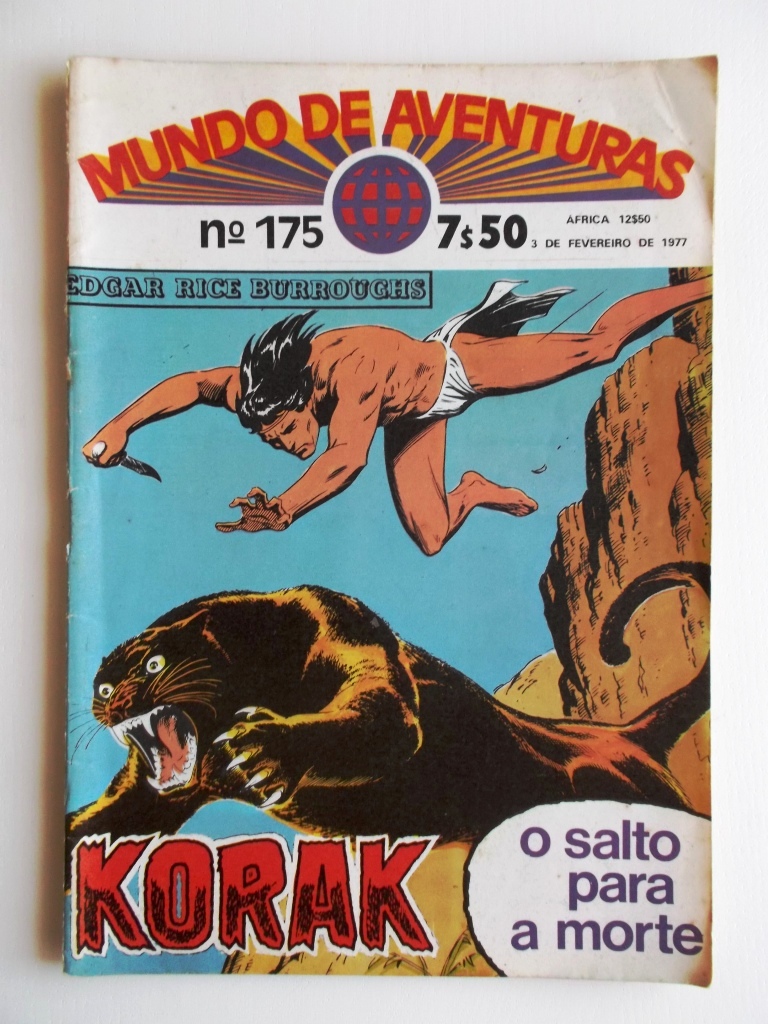 MUNDO DE AVENTURAS
nº 175
7$50
ÁFRICA 12$50
3 DE FEVEREIRO DE 1977
EDGAR RICE BURROUGHS
KORAK
o salto
para
a morte